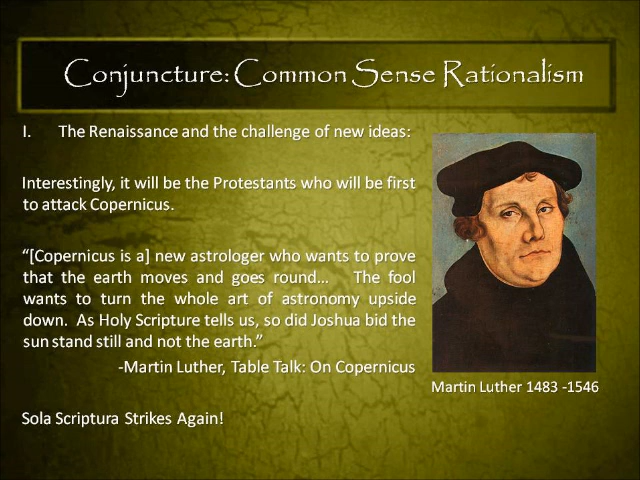 Conjuncture: Common Sense Rationalism
I. The Renaissance and the challenge of new ideas:
Interestingly, it will be the Protestants who will be first
to attack Copernicus.
“[Copernicus is a] new astrologer who wants to prove
that the earth moves and goes round... The fool
wants to turn the whole art of astronomy upside
down. As Holy Scripture tells us, so did Joshua bid the
sun stand still and not the earth.”
-Martin Luther, Table Talk: On Copernicus
Martin Luther 1483 -1546
Sola Scriptura Strikes Again!